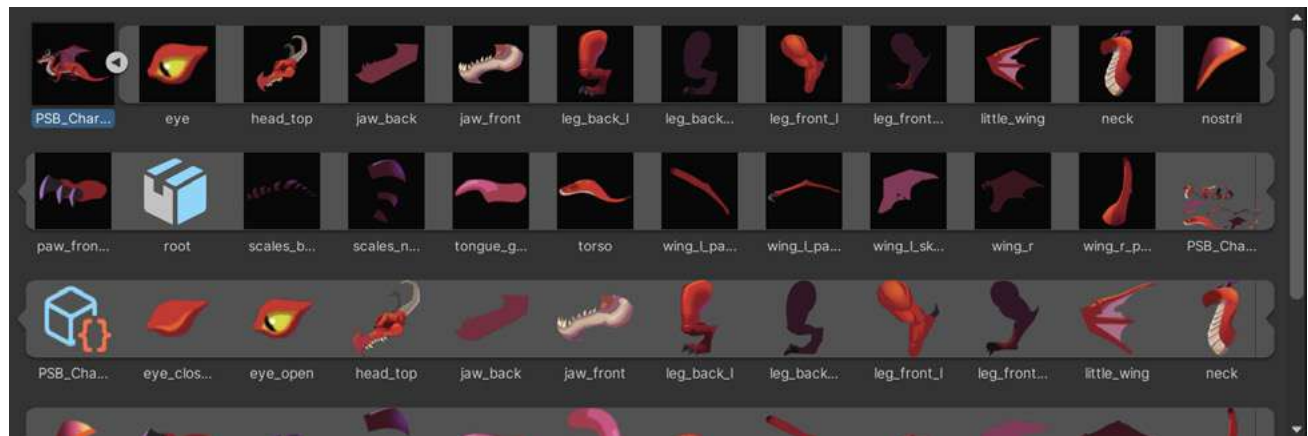 PSB_Char... eye head_top jaw_back jaw_front leg_back_l leg_back... leg_front_l leg_front... little_wing neck nostril
paw_fron... root scales_b... scales_n... tongue_g... torso wing_l_pa... wing_l_pa... wing_l_sk... wing_r wing_r_p... PSB_Cha...
PSB_Cha... eye_clos... eye_open head_top jaw_back jaw_front leg_back_l leg_back... leg_front_l leg_front... little_wing neck